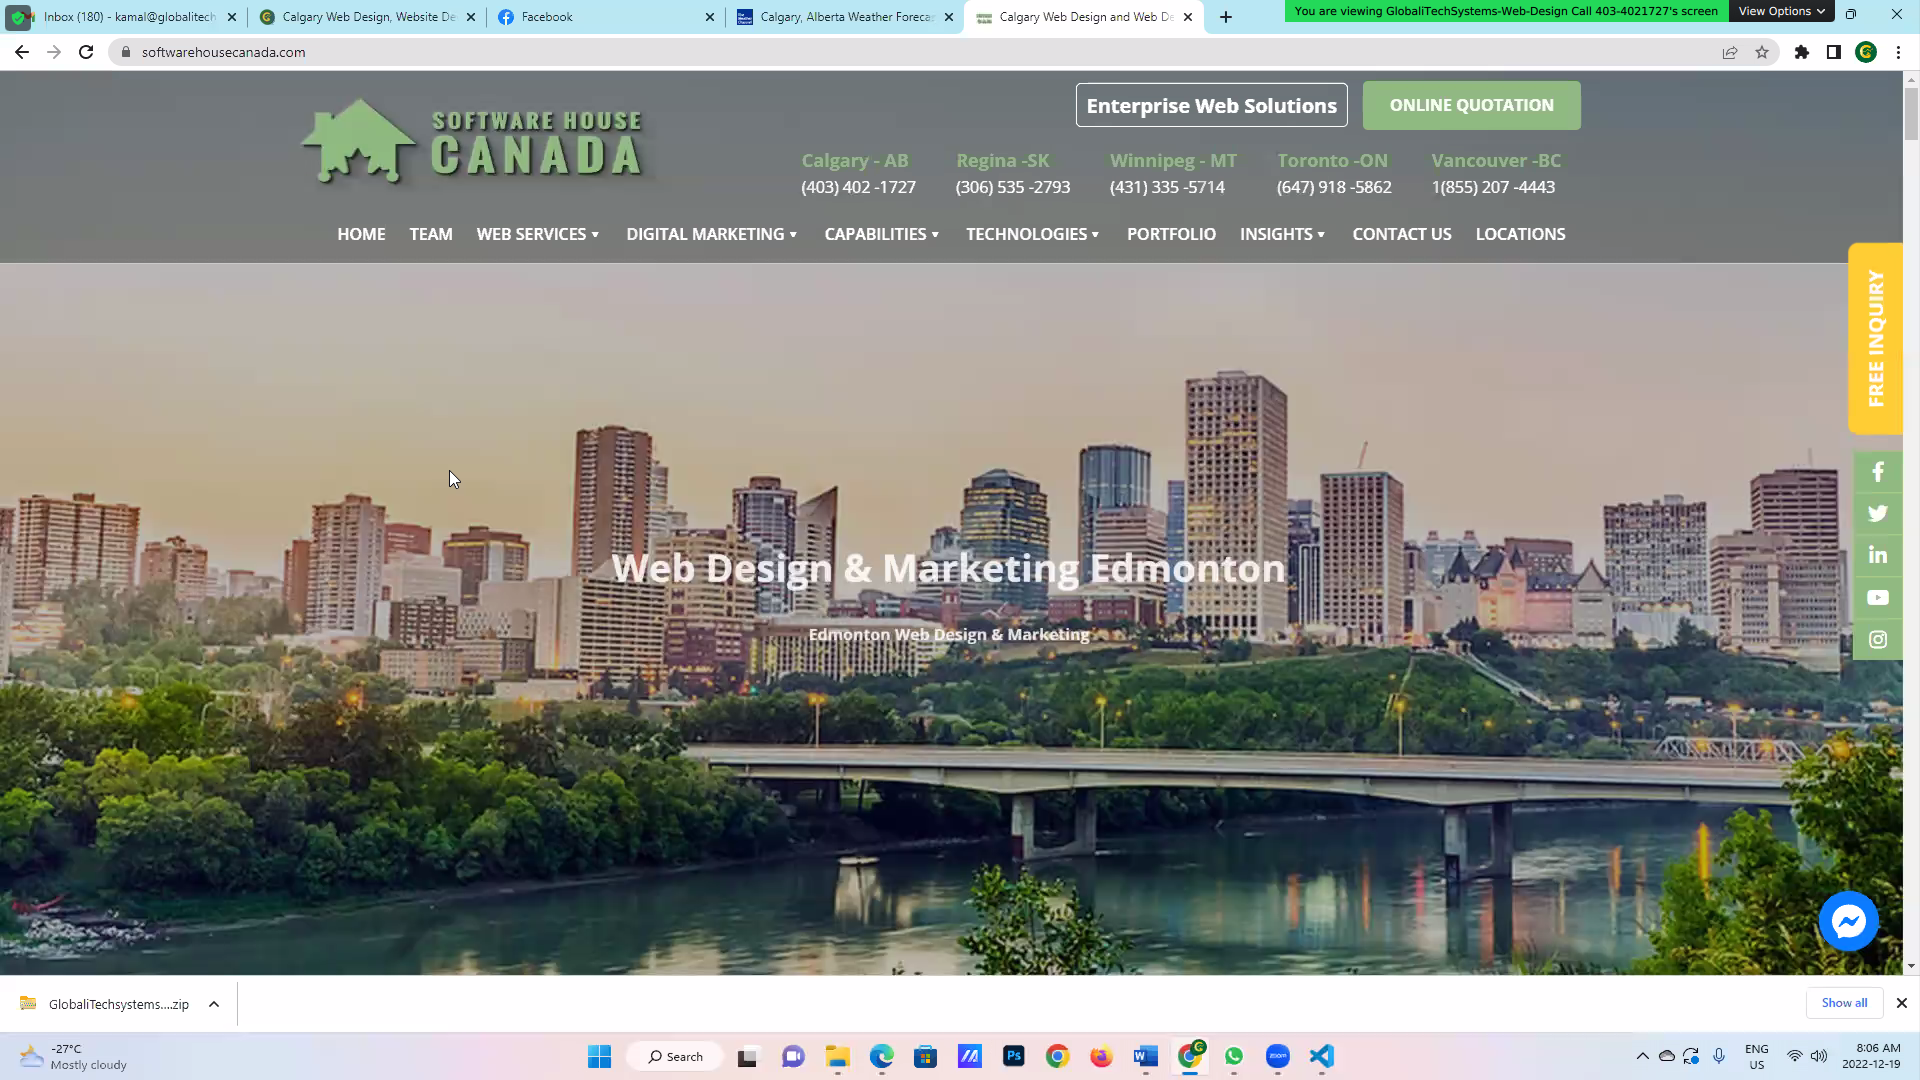 Inbox (180) - kamal@globalitech
Calgary Web Design, Website De
Facebook
Calgary, Alberta Weather Forecas
Calgary Web Design and Web De
You are viewing GlobaliTechSystems-Web-Design Call 403-4021727's screen
View Options
softwarehousecanada.com
SOFTWARE HOUSE
CANADA
Enterprise Web Solutions
ONLINE QUOTATION
Calgary - AB
Regina -SK
Winnipeg - MT
Toronto -ON
Vancouver -BC
(403) 402 -1727
(306) 535 -2793
(431) 335 -5714
(647) 918 -5862
1(855) 207 -4443
HOME
TEAM
WEB SERVICES
DIGITAL MARKETING
CAPABILITIES
TECHNOLOGIES
PORTFOLIO
INSIGHTS
CONTACT US
LOCATIONS
FREE INQUIRY
Web Design & Marketing Edmonton
Edmonton Web Design & Marketing
GlobaliTechsystems....zip
Show all
-27°C
Mostly cloudy
Search
Ps
W
zoom
ENG
US
8:06 AM
2022-12-19